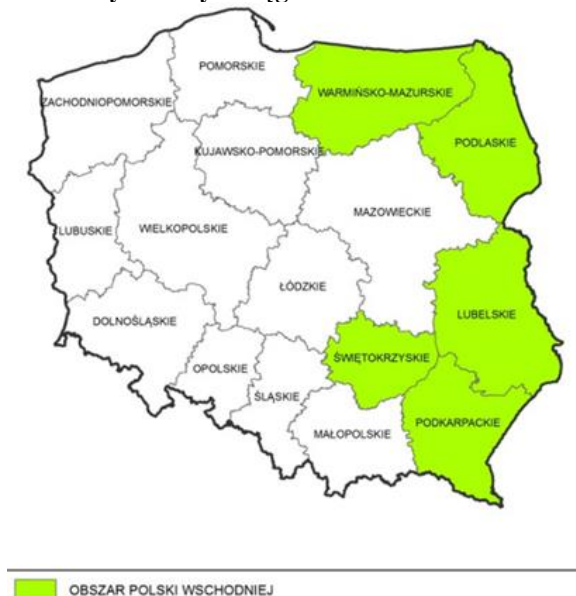 POMORSKIE
WARMIŃSKO-MAZURSKIE
ZACHODNIOPOMORSKIE
PODLASKIE
KUJAWSKO-POMORSKIE
MAZOWIECKIE
LUBUSKIE
WIELKOPOLSKIE
ŁÓDZKIE
LUBELSKIE
DOLNOŚLĄSKIE
ŚWIĘTOKRZYSKIE
OPOLSKIE
ŚLĄSKIE
PODKARPACKIE
MAŁOPOLSKIE
OBSZAR POLSKI WSCHODNIEJ